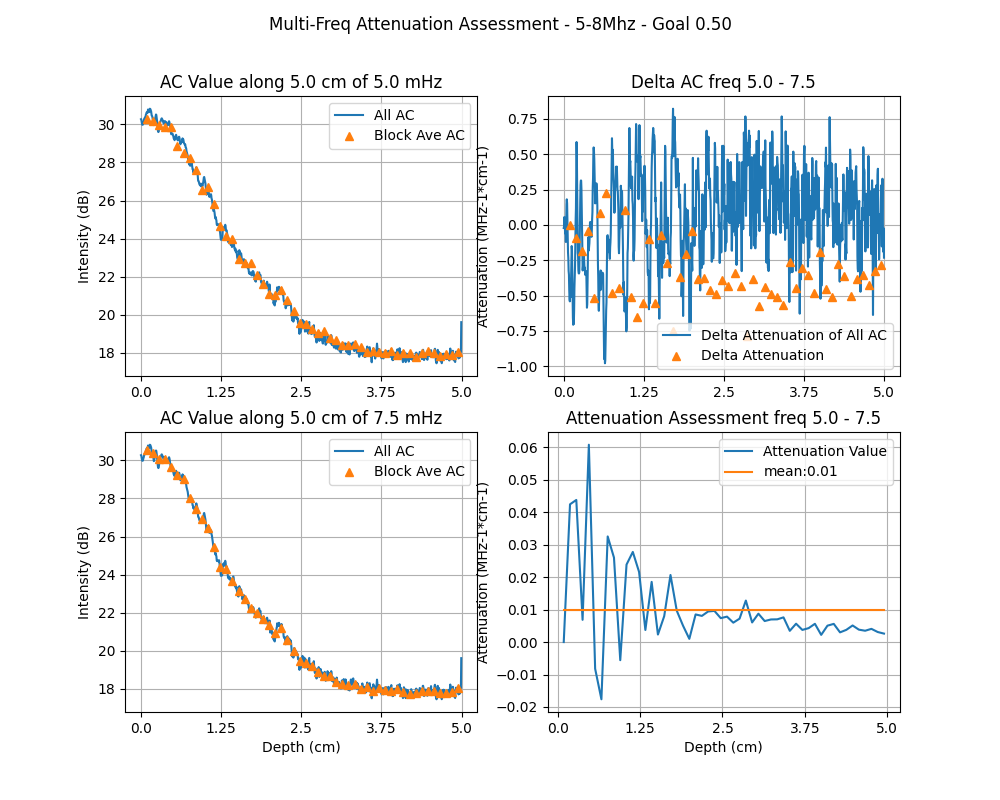 Multi-Freq Attenuation Assessment - 5-8Mhz - Goal 0.50
AC Value along 5.0 cm of 5.0 mHz
Intensity (dB)
30
28
26
24
22
20
18
0.0 1.25 2.5 3.75 5.0
All AC
Block Ave AC
Delta AC freq 5.0 - 7.5
Attenuation (MHz-1*cm-1)
0.75
0.50
0.25
0.00
−0.25
−0.50
−0.75
−1.00
0.0 1.25 2.5 3.75 5.0
Delta Attenuation of All AC
Delta Attenuation
AC Value along 5.0 cm of 7.5 mHz
Intensity (dB)
30
28
26
24
22
20
18
0.0 1.25 2.5 3.75 5.0
Depth (cm)
All AC
Block Ave AC
Attenuation Assessment freq 5.0 - 7.5
Attenuation (MHz-1*cm-1)
0.06
0.05
0.04
0.03
0.02
0.01
0.00
−0.01
−0.02
0.0 1.25 2.5 3.75 5.0
Depth (cm)
Attenuation Value
mean:0.01